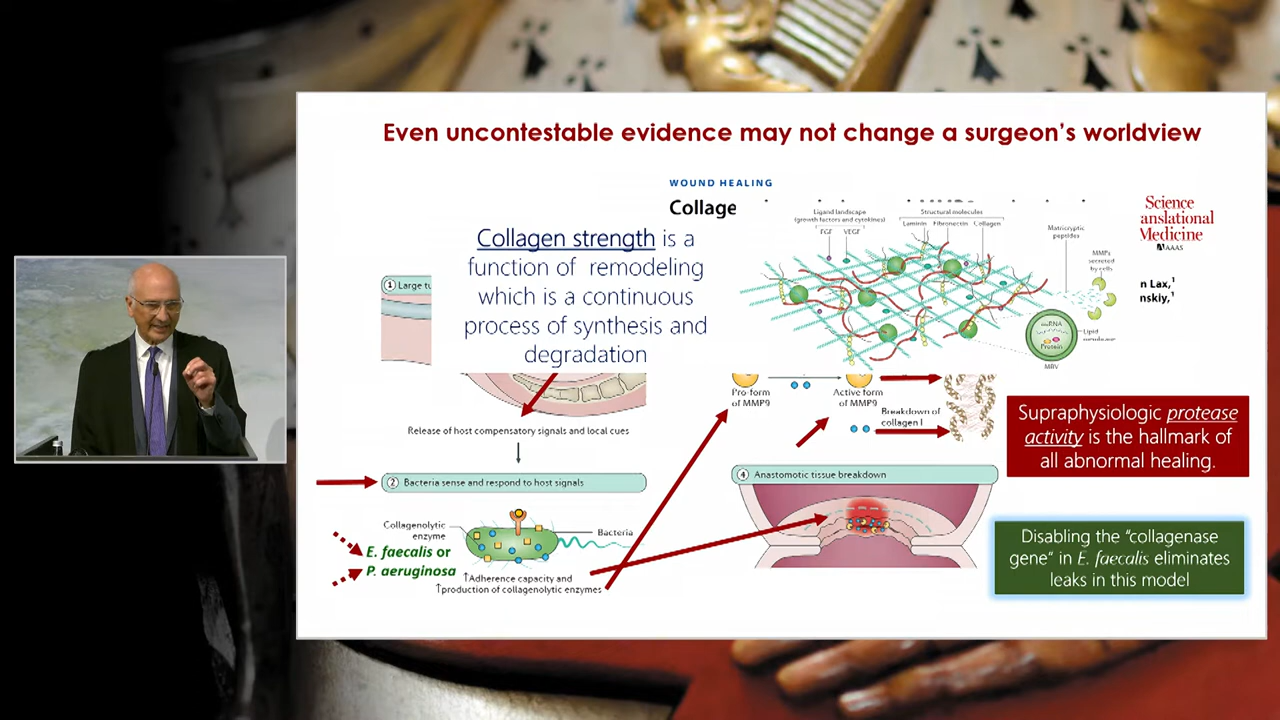 Even uncontestable evidence may not change a surgeon's worldview
WOUND HEALING
Collage
Science
anslational
Medicine
AAAS
n Lax,¹
nskiy,¹
Collagen strength is a
function of remodeling
which is a continuous
process of synthesis and
degradation
Ligand landscape
(growth factors and cytokines)
FGF VEGF
Structural molecules
Laminin Fibronectin Collagen
Matricryptic
peptides
MMPs
secreted
by cells
Protein
Lipid
membrane
MBV
1 Large tu
Release of host compensatory signals and local cues
2 Bacteria sense and respond to host signals
Collagenolytic
enzyme
Bacteria
E. faecalis or
P. aeruginosa
↑Adherence capacity and
↑production of collagenolytic enzymes
Pro-form
of MMP9
Active form
of MMP9
Breakdown of
collagen I
4 Anastomotic tissue breakdown
Supraphysiologic protease
activity is the hallmark of
all abnormal healing.
Disabling the "collagenase
gene" in E. faecalis eliminates
leaks in this model